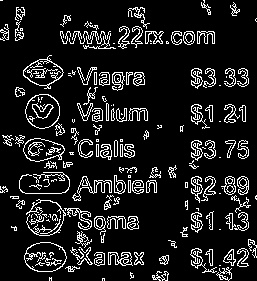 www.22rx.com
Viagra $3.33
Valium $1.21
Cialis $3.75
Ambien $2.89
Soma $1.13
Xanax $1.42